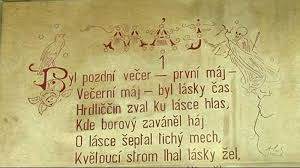 MÁJ
1
Byl pozdní večer – první máj –
Večerní máj – byl lásky čas.
Hrdliččin zval ku lásce hlas,
Kde borový zaváněl háj.
O lásce šeptal tichý mech,
Květoucí strom lhal lásky žel,